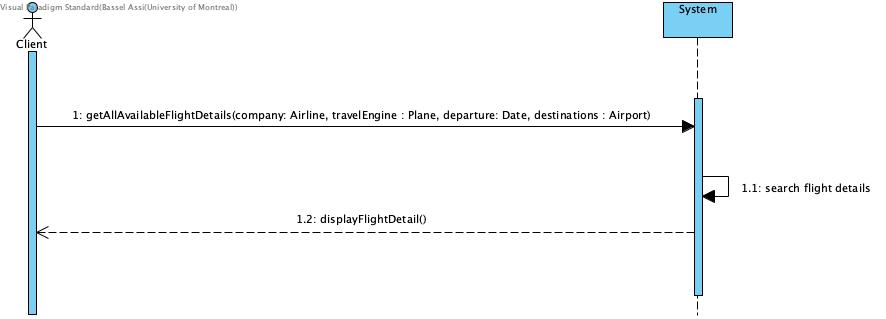 Visual Paradigm Standard(Bassel Assi(University of Montreal))
System
Client
1: getAllAvailableFlightDetails(company: Airline, travelEngine : Plane, departure: Date, destinations : Airport)
1.1: search flight details
1.2: displayFlightDetail()